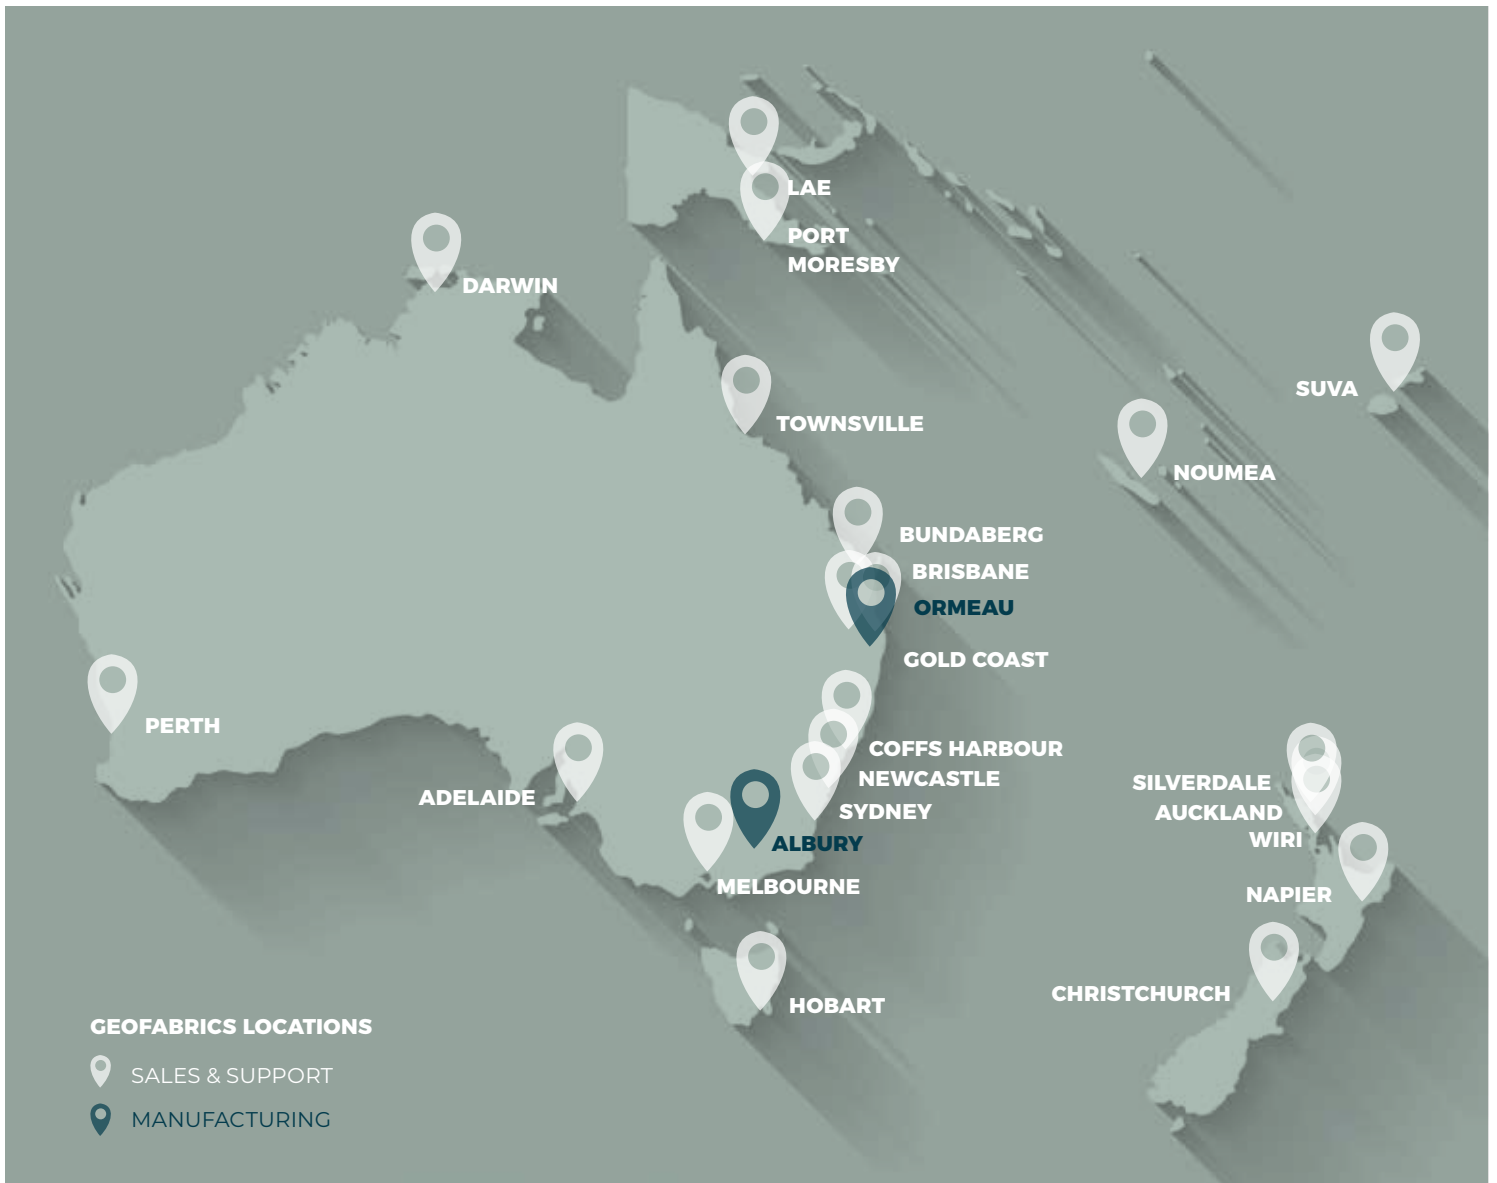 LAE
PORT
MORESBY
DARWIN
SUVA
TOWNSVILLE
NOUMEA
BUNDABERG
BRISBANE
ORMEAU
GOLD COAST
PERTH
COFFS HARBOUR
NEWCASTLE
SYDNEY
ADELAIDE
ALBURY
MELBOURNE
HOBART
SILVERDALE
AUCKLAND
WIRI
NAPIER
CHRISTCHURCH
GEOFABRICS LOCATIONS
SALES & SUPPORT
MANUFACTURING